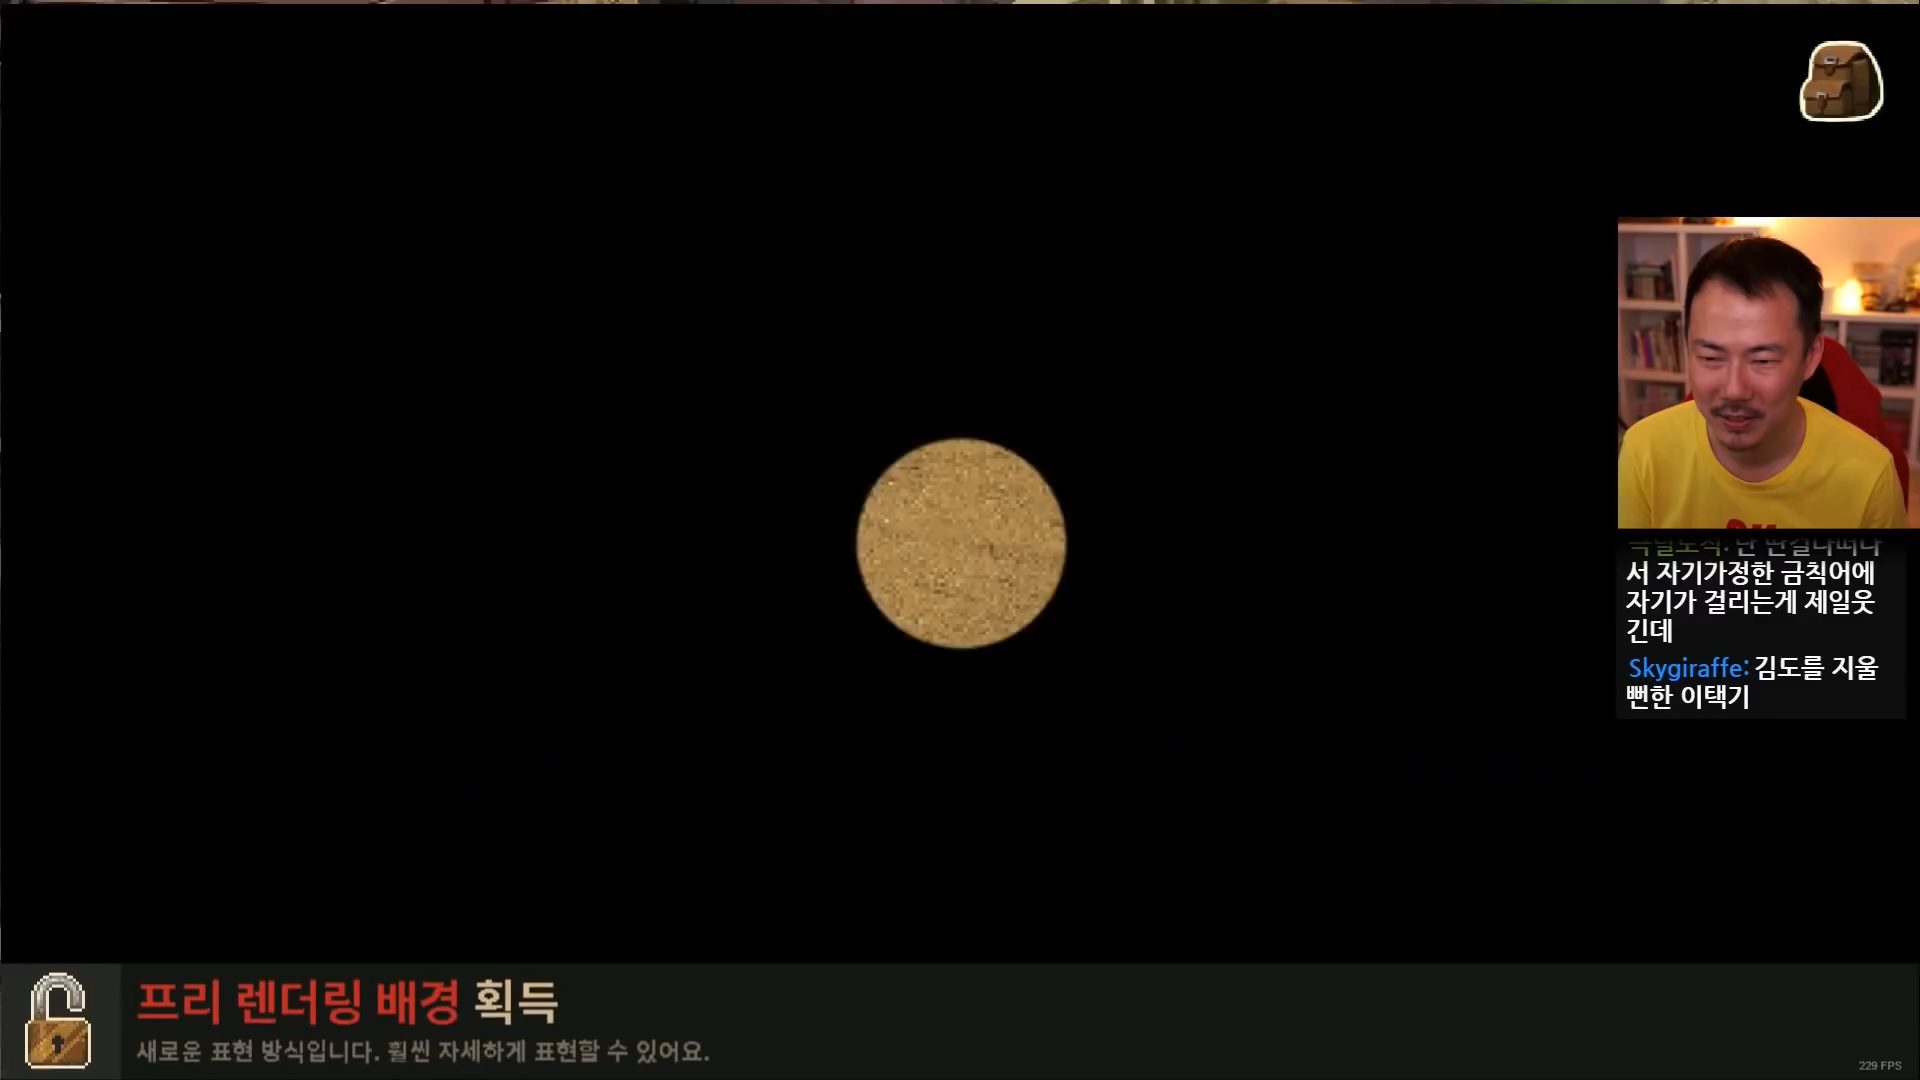 서 자기가정한 금칙어에
자기가 걸리는게 제일웃
긴데
Skygiraffe: 김도를 지울
뻔한 이택기
프리 렌더링 배경 획득
새로운 표현 방식입니다. 훨씬 자세하게 표현할 수 있어요.
229 FPS